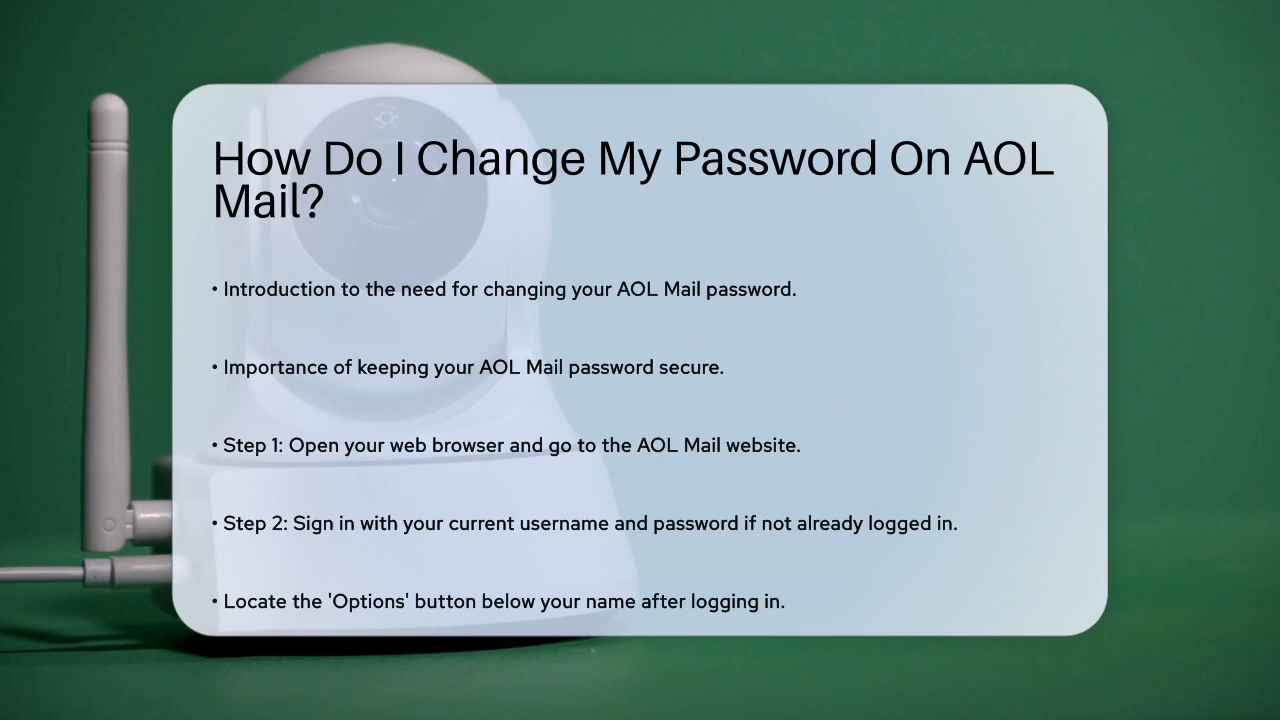 How Do I Change My Password On AOL
Mail?
• Introduction to the need for changing your AOL Mail password.
• Importance of keeping your AOL Mail password secure.
• Step 1: Open your web browser and go to the AOL Mail website.
• Step 2: Sign in with your current username and password if not already logged in.
• Locate the 'Options' button below your name after logging in.